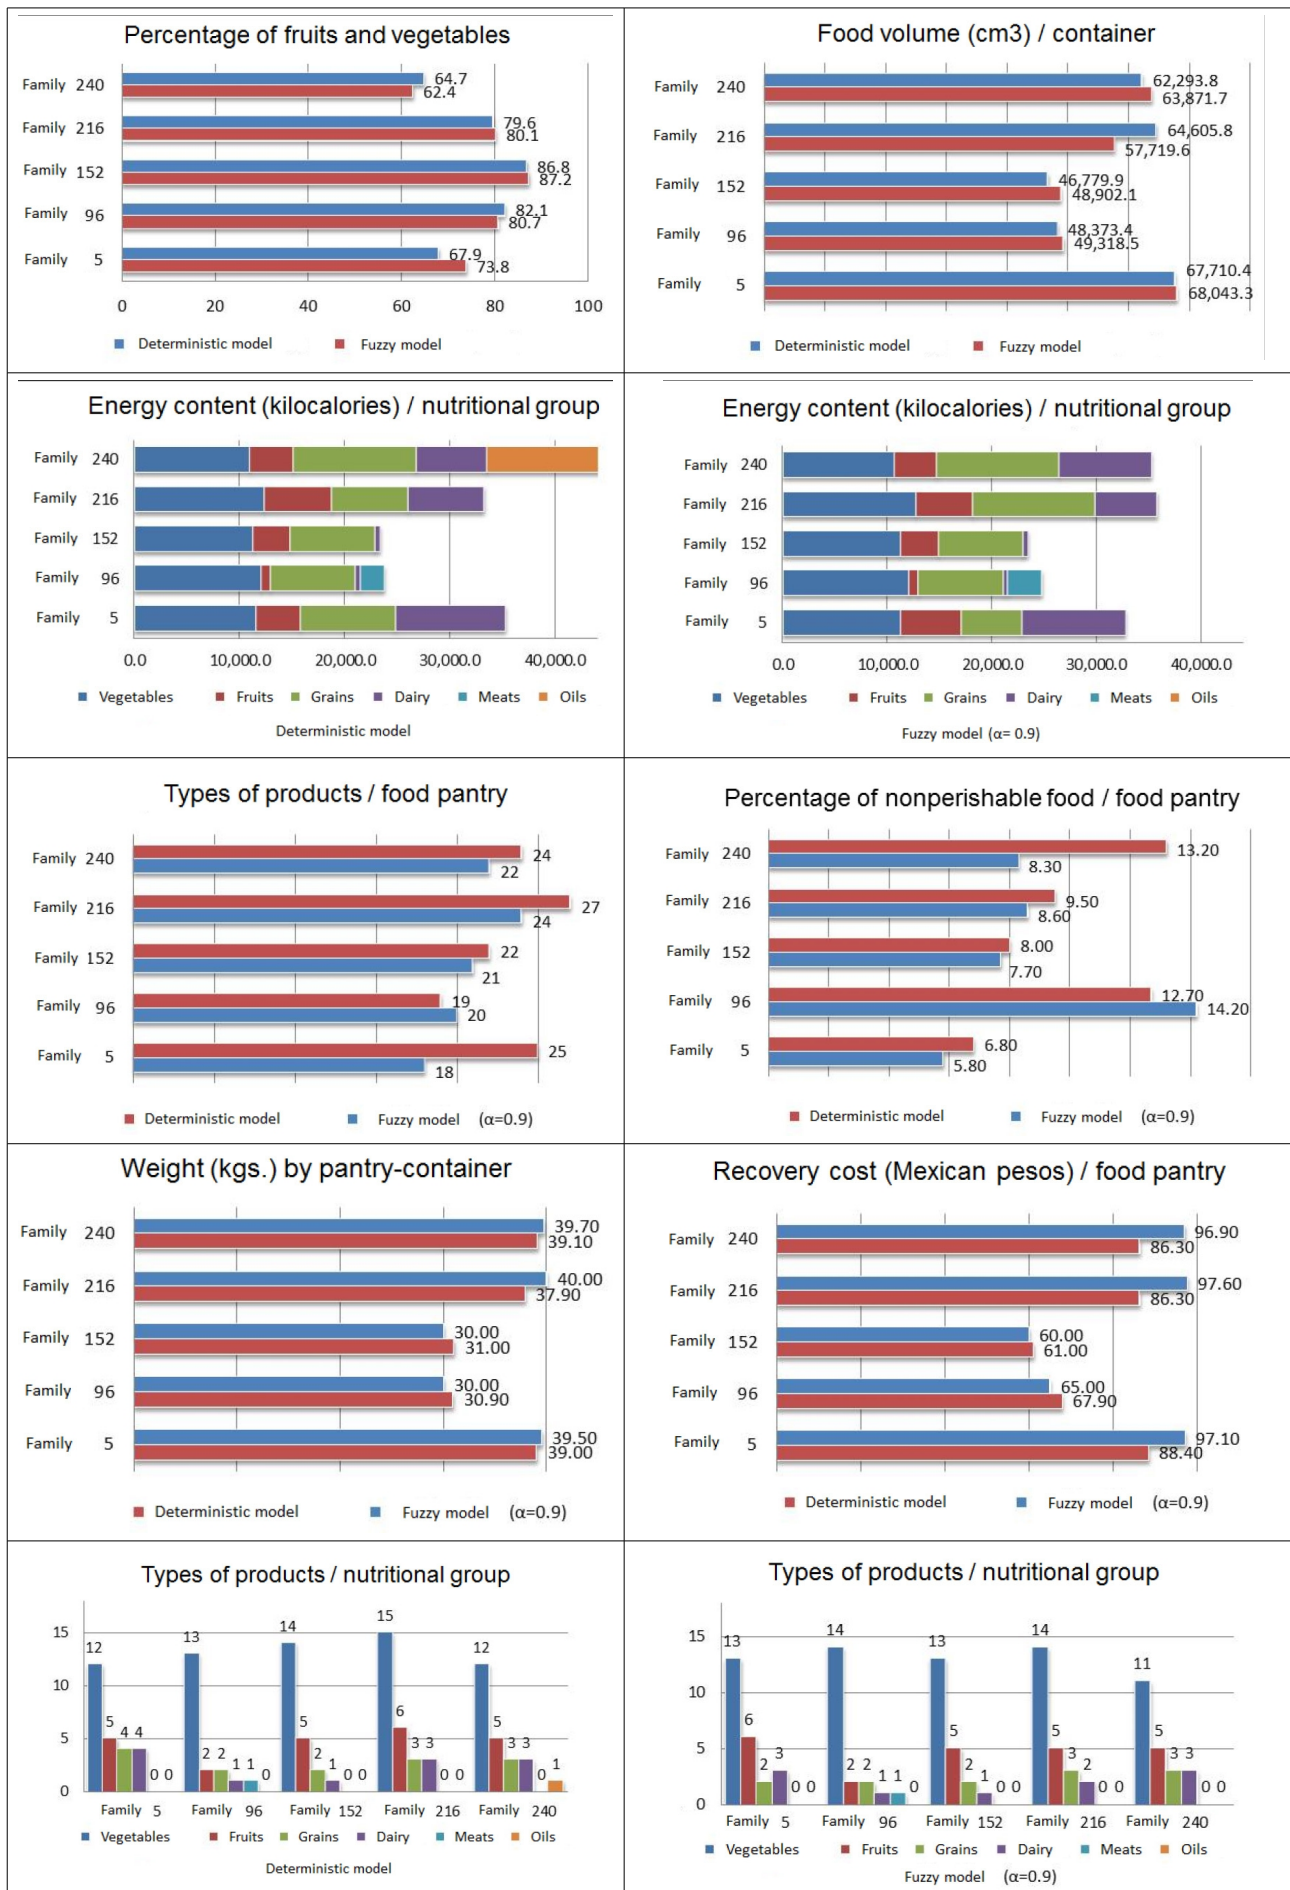 Percentage of fruits and vegetables
Family 240
64.7
62.4
Family 216
79.6
80.1
Family 152
86.8
87.2
Family 96
82.1
80.7
Family 5
67.9
73.8
0 20 40 60 80 100
Deterministic model Fuzzy model
Food volume (cm3) / container
Family 240
62,293.8
63,871.7
Family 216
64,605.8
57,719.6
Family 152
46,779.9
48,902.1
Family 96
48,373.4
49,318.5
Family 5
67,710.4
68,043.3
Deterministic model Fuzzy model
Energy content (kilocalories) / nutritional group
Family 240
Family 216
Family 152
Family 96
Family 5
0.0 10,000.0 20,000.0 30,000.0 40,000.0
Vegetables Fruits Grains Dairy Meats Oils
Deterministic model
Energy content (kilocalories) / nutritional group
Family 240
Family 216
Family 152
Family 96
Family 5
0.0 10,000.0 20,000.0 30,000.0 40,000.0
Vegetables Fruits Grains Dairy Meats Oils
Fuzzy model (α= 0.9)
Types of products / food pantry
Family 240
24
22
Family 216
27
24
Family 152
22
21
Family 96
19
20
Family 5
25
18
Deterministic model Fuzzy model (α=0.9)
Percentage of nonperishable food / food pantry
Family 240
13.20
8.30
Family 216
9.50
8.60
Family 152
8.00
7.70
Family 96
12.70
14.20
Family 5
6.80
5.80
Deterministic model Fuzzy model (α=0.9)
Weight (kgs.) by pantry-container
Family 240
39.70
39.10
Family 216
40.00
37.90
Family 152
30.00
31.00
Family 96
30.00
30.90
Family 5
39.50
39.00
Deterministic model Fuzzy model (α=0.9)
Recovery cost (Mexican pesos) / food pantry
Family 240
96.90
86.30
Family 216
97.60
86.30
Family 152
60.00
61.00
Family 96
65.00
67.90
Family 5
97.10
88.40
Deterministic model Fuzzy model (α=0.9)
Types of products / nutritional group
15
10
5
0
12 5 4 4 0 0
13 2 2 1 1 0
14 5 2 1 0 0
15 6 3 3 0 0
12 5 3 3 0 1
Family 5 Family 96 Family 152 Family 216 Family 240
Vegetables Fruits Grains Dairy Meats Oils
Deterministic model
Types of products / nutritional group
15
10
5
0
13 6 2 3 0 0
14 2 2 1 1 0
13 5 2 1 0 0
14 5 3 2 0 0
11 5 3 3 0 0
Family 5 Family 96 Family 152 Family 216 Family 240
Vegetables Fruits Grains Dairy Meats Oils
Fuzzy model (α=0.9)